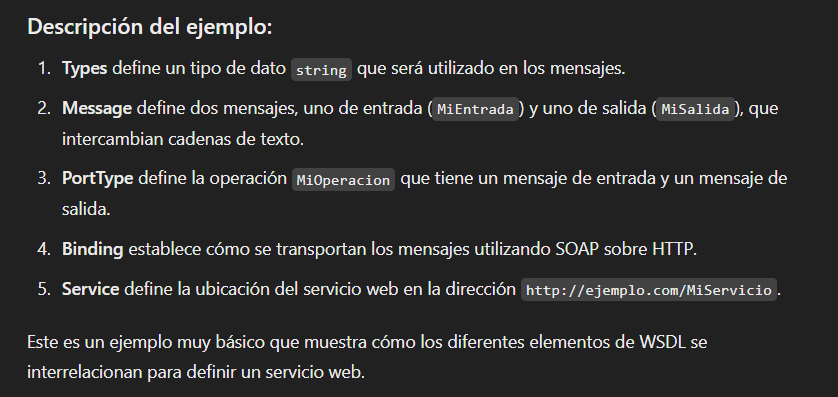 Descripción del ejemplo:
1. Types define un tipo de dato string que será utilizado en los mensajes.
2. Message define dos mensajes, uno de entrada (MiEntrada) y uno de salida (MiSalida), que
intercambian cadenas de texto.
3. PortType define la operación MiOperacion que tiene un mensaje de entrada y un mensaje de
salida.
4. Binding establece cómo se transportan los mensajes utilizando SOAP sobre HTTP.
5. Service define la ubicación del servicio web en la dirección http://ejemplo.com/MiServicio.
Este es un ejemplo muy básico que muestra cómo los diferentes elementos de WSDL se
interrelacionan para definir un servicio web.